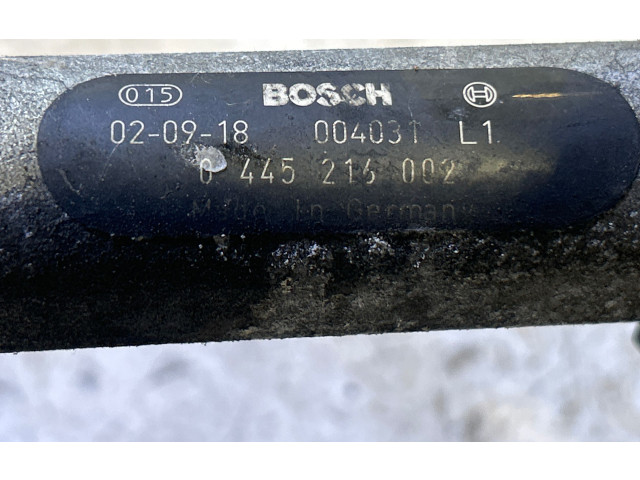 015 BOSCH
02-09-18 004031 L1
0 445 216 002
Made in Germany